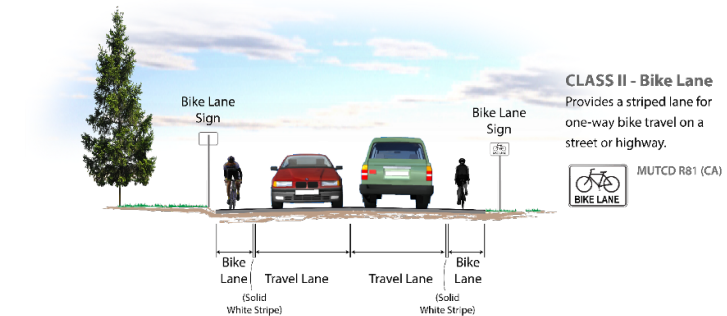 CLASS II - Bike Lane
Provides a striped lane for
one-way bike travel on a
street or highway.
MUTCD R81 (CA)
BIKE LANE
Bike Lane
Sign
Bike Lane
Sign
Bike
Lane
Travel Lane
Travel Lane
Bike
Lane
(Solid
White Stripe)
(Solid
White Stripe)